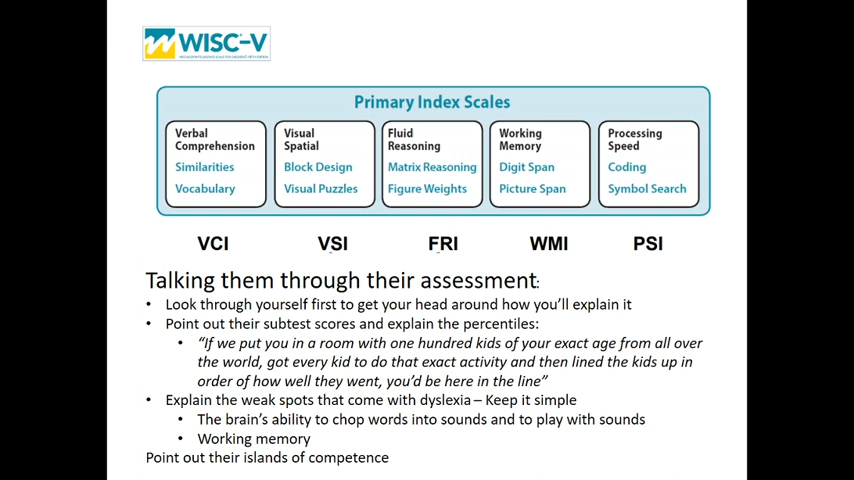 WISC-V
Primary Index Scales
Verbal Comprehension
Similarities
Vocabulary
Visual Spatial
Block Design
Visual Puzzles
Fluid Reasoning
Matrix Reasoning
Figure Weights
Working Memory
Digit Span
Picture Span
Processing Speed
Coding
Symbol Search
VCI VSI FRI WMI PSI
Talking them through their assessment:
• Look through yourself first to get your head around how you’ll explain it
• Point out their subtest scores and explain the percentiles:
• “If we put you in a room with one hundred kids of your exact age from all over
the world, got every kid to do that exact activity and then lined the kids up in
order of how well they went, you’d be here in the line”
• Explain the weak spots that come with dyslexia – Keep it simple
• The brain’s ability to chop words into sounds and to play with sounds
• Working memory
Point out their islands of competence